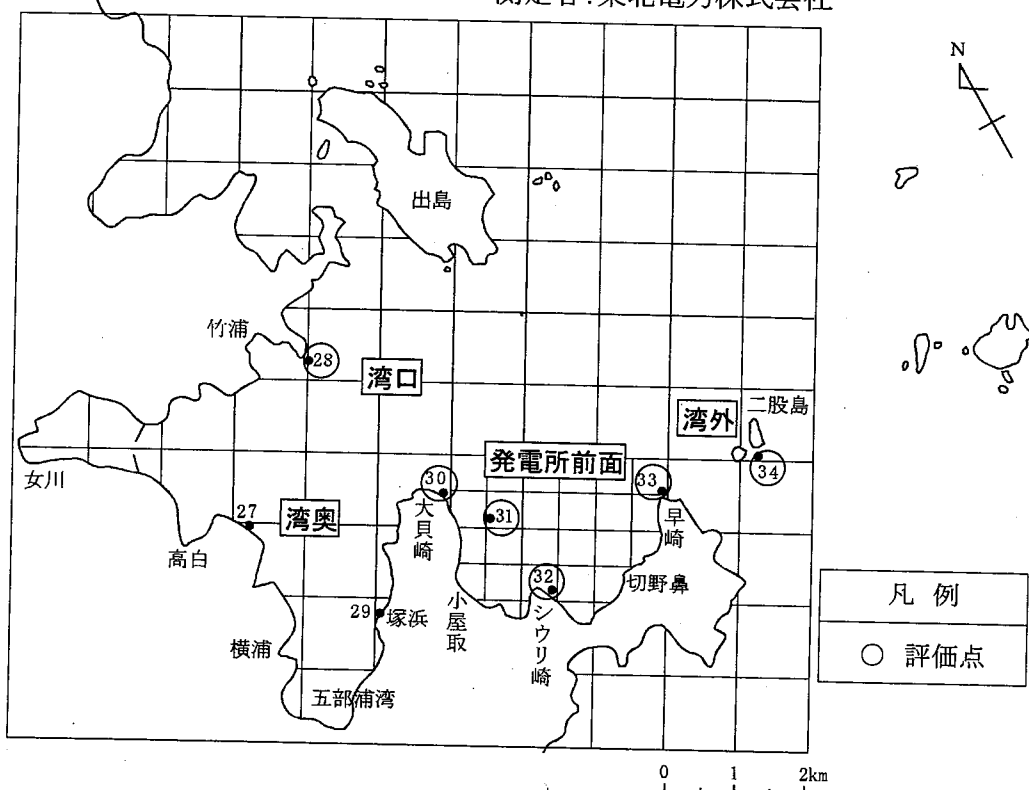 測定者:東北電力株式会社
N
出島
竹浦
28
湾口
湾外
二股島
女川
発電所前面
30
33
34
27
湾奥
大貝崎
31
早崎
高白
32
切野鼻
凡例
29
塚浜
小屋取
シウリ崎
○ 評価点
横浦
五部浦湾
0 1 2km